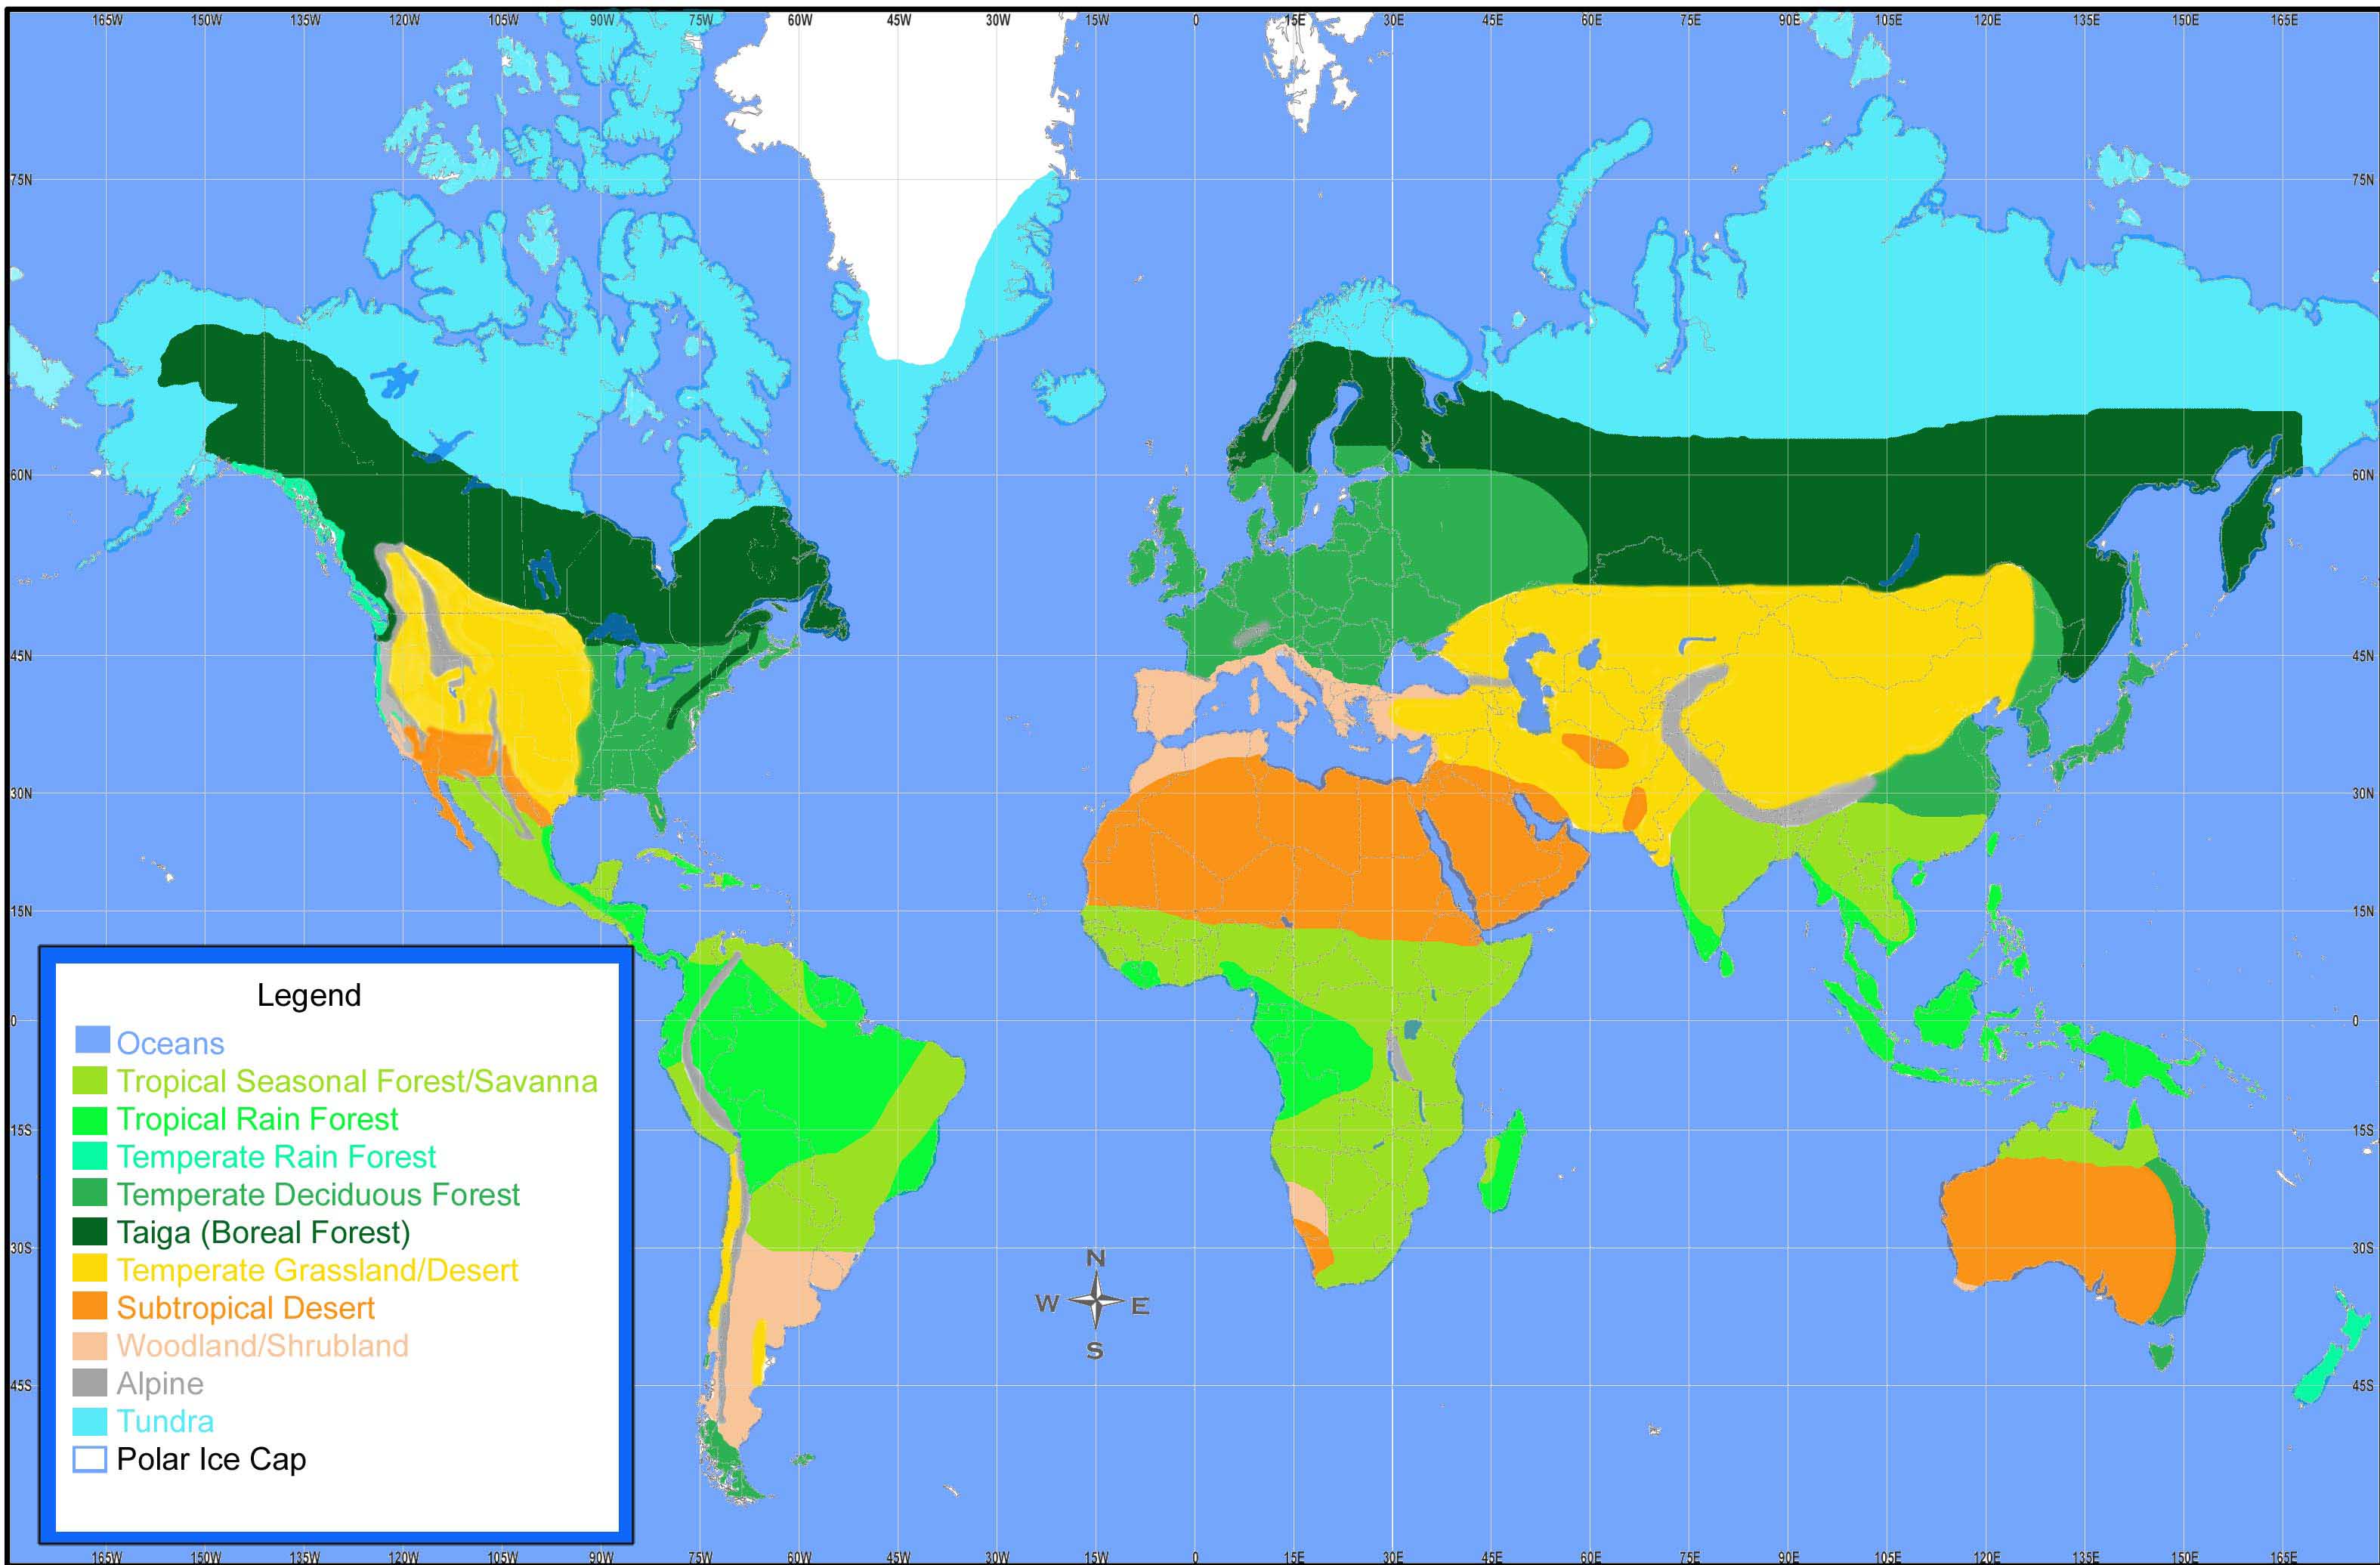 165W 150W 135W 120W 105W 90W 75W 60W 45W 30W 15W 0 15E 30E 45E 60E 75E 90E 105E 120E 135E 150E 165E
75N 75N
60N 60N
45N 45N
30N 30N
15N 15N
Legend
0 0
Oceans
Tropical Seasonal Forest/Savanna
Tropical Rain Forest
15S 15S
Temperate Rain Forest
Temperate Deciduous Forest
Taiga (Boreal Forest)
30S 30S
Temperate Grassland/Desert
Subtropical Desert
Woodland/Shrubland
Alpine
45S 45S
Tundra
Polar Ice Cap
N
W E
S
165W 150W 135W 120W 105W 90W 75W 60W 45W 30W 15W 0 15E 30E 45E 60E 75E 90E 105E 120E 135E 150E 165E